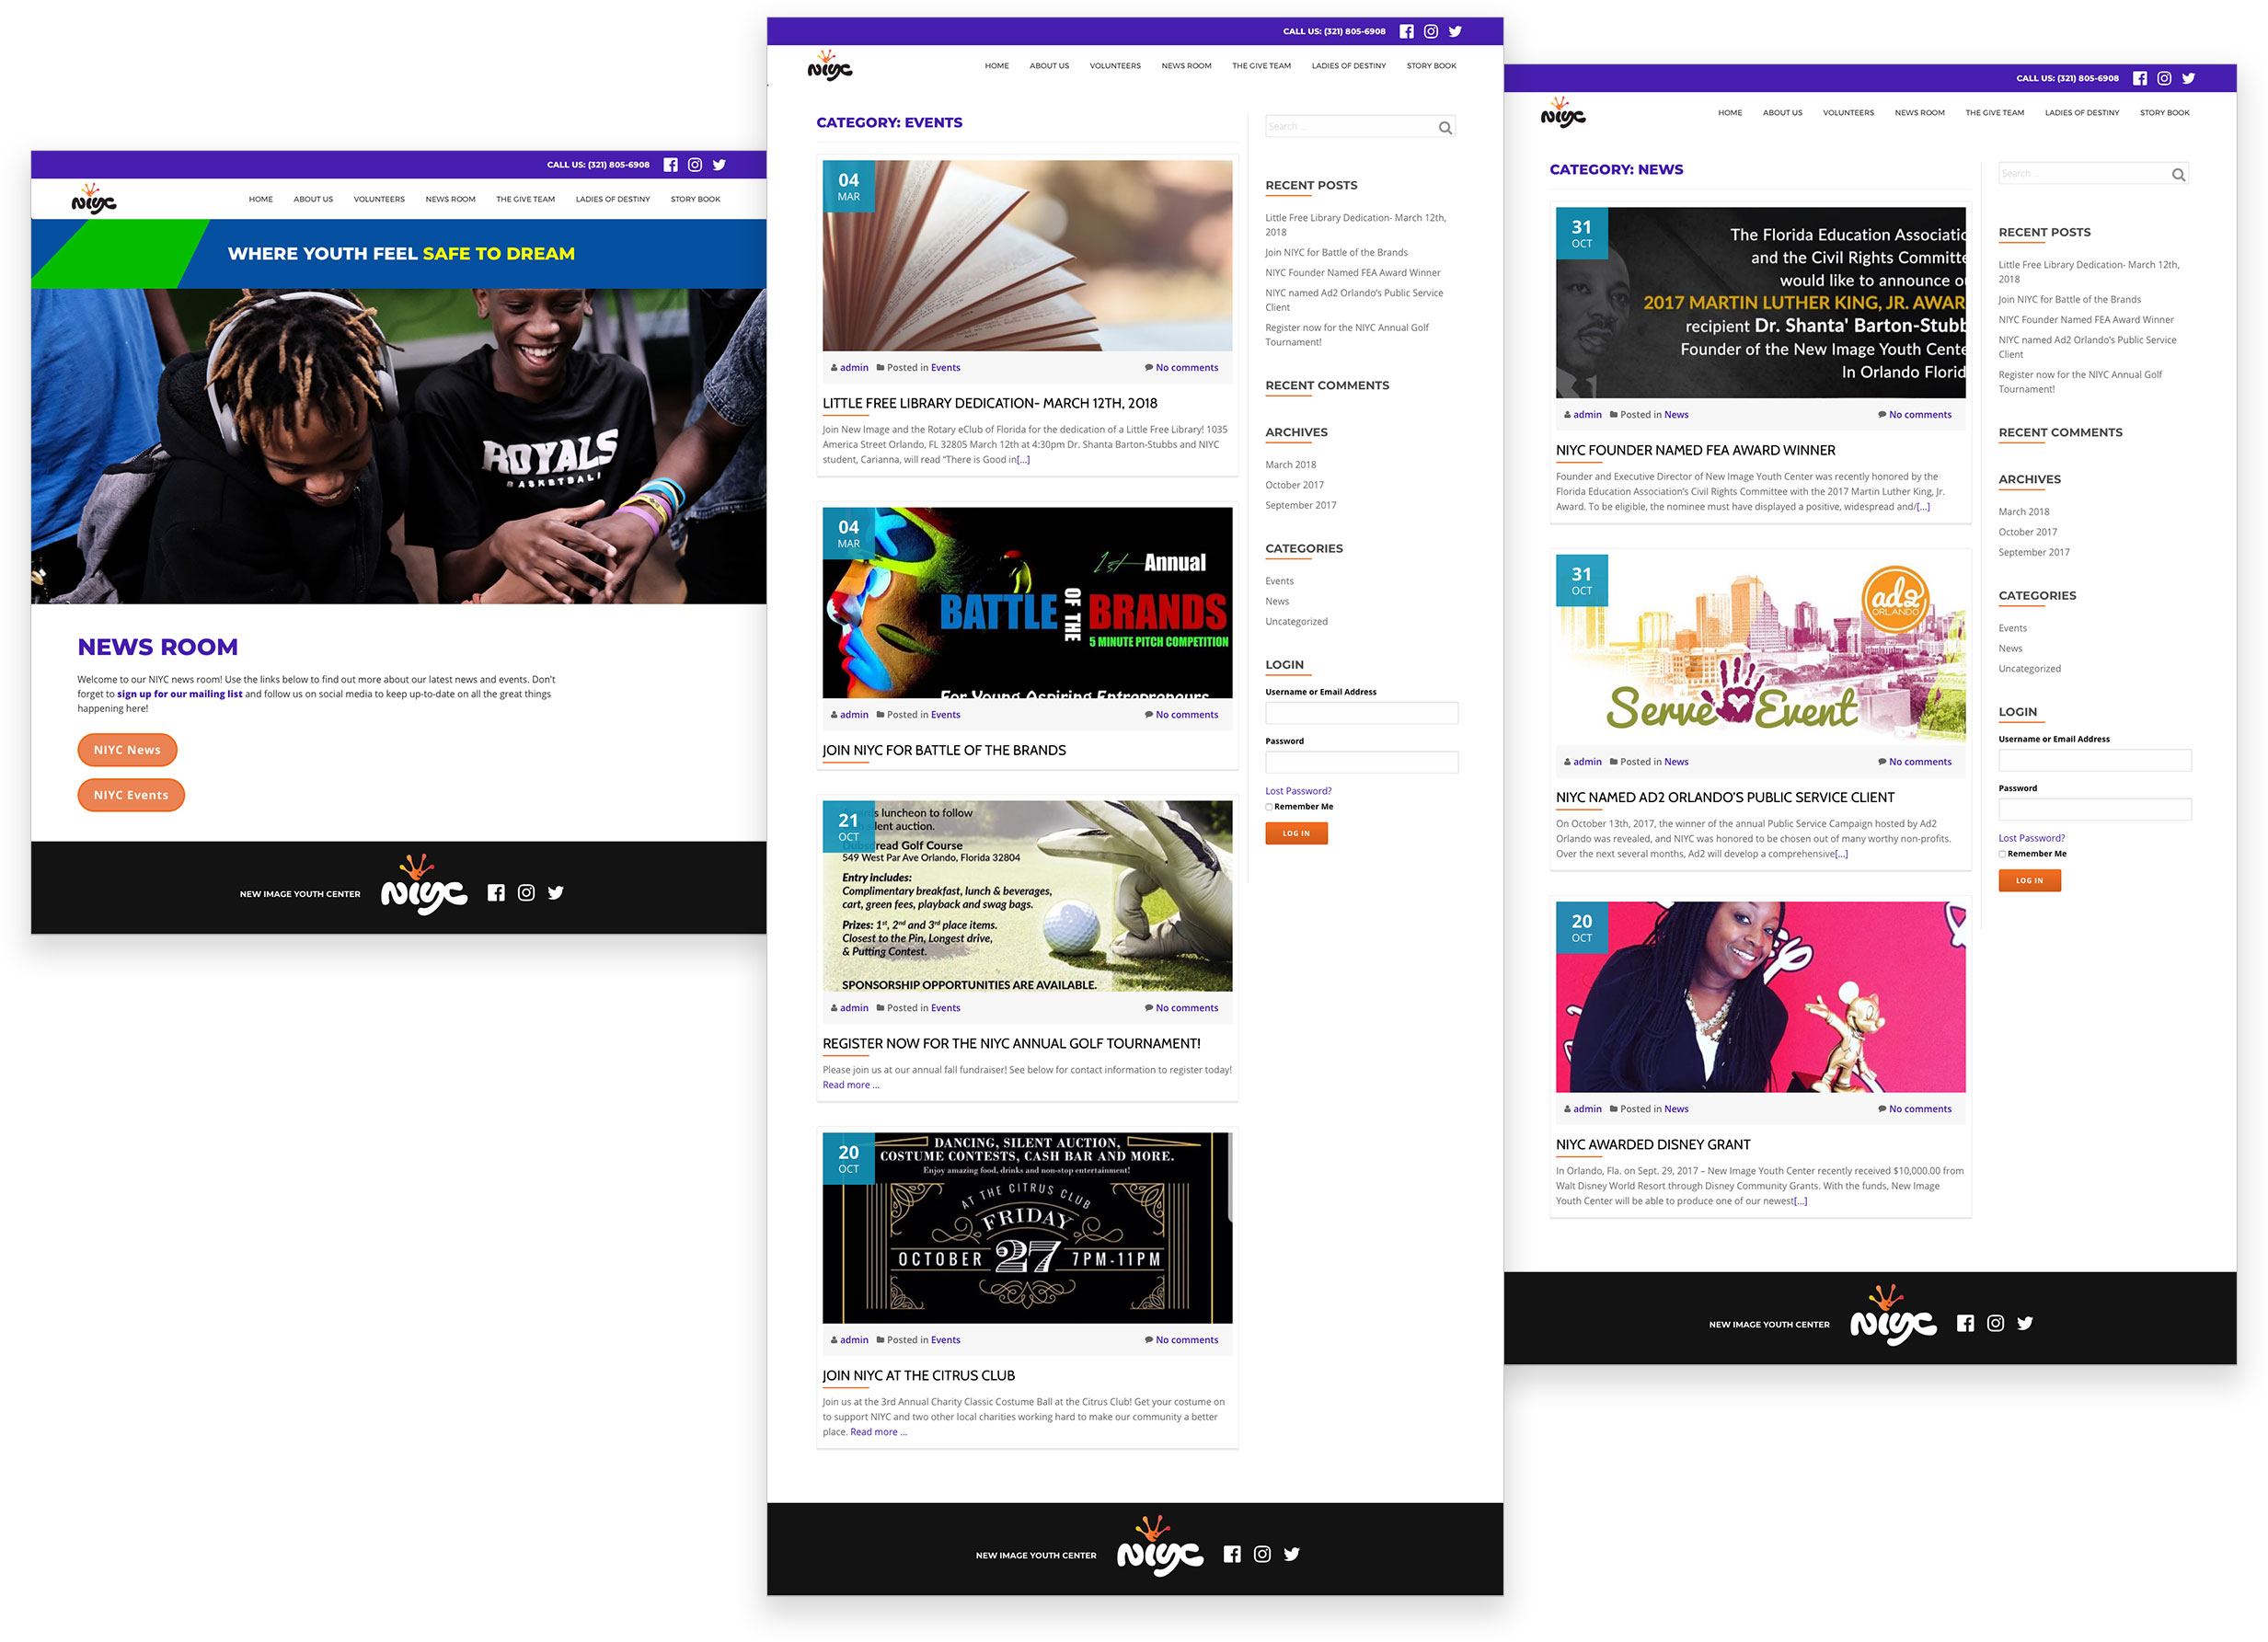 CALL US: (321) 805-6908
NIYC
HOME ABOUT US VOLUNTEERS NEWS ROOM THE GIVE TEAM LADIES OF DESTINY STORY BOOK
WHERE YOUTH FEEL SAFE TO DREAM
ROYALS
BASKETBALL
NEWS ROOM
Welcome to our NIYC news room! Use the links below to find out more about our latest news and events. Don't
forget to sign up for our mailing list and follow us on social media to keep up-to-date on all the great things
happening here!
NIYC News
NIYC Events
NEW IMAGE YOUTH CENTER
NIYC
CALL US: (321) 805-6908
NIYC
HOME ABOUT US VOLUNTEERS NEWS ROOM THE GIVE TEAM LADIES OF DESTINY STORY BOOK
CATEGORY: EVENTS
04
MAR
admin Posted in Events No comments
LITTLE FREE LIBRARY DEDICATION- MARCH 12TH, 2018
Join New Image and the Rotary eClub of Florida for the dedication of a Little Free Library! 1035
America Street Orlando, FL 32805 March 12th at 4:30pm Dr. Shanta Barton-Stubbs and NIYC
student, Carianna, will read "There is Good in[...]
04
MAR
1st Annual
BATTLE OF THE BRANDS
5 MINUTE PITCH COMPETITION
For Young Aspiring Entrepreneurs
admin Posted in Events No comments
JOIN NIYC FOR BATTLE OF THE BRANDS
21
OCT
luncheon to follow
silent auction.
Dubsdread Golf Course
549 West Par Ave Orlando, Florida 32804
Entry includes:
Complimentary breakfast, lunch & beverages,
cart, green fees, playback and swag bags.
Prizes: 1st, 2nd and 3rd place items.
Closest to the Pin, Longest drive,
& Putting Contest.
SPONSORSHIP OPPORTUNITIES ARE AVAILABLE.
admin Posted in Events No comments
REGISTER NOW FOR THE NIYC ANNUAL GOLF TOURNAMENT!
Please join us at our annual fall fundraiser! See below for contact information to register today!
Read more ...
20
OCT
DANCING, SILENT AUCTION,
COSTUME CONTESTS, CASH BAR AND MORE.
Enjoy amazing food, drinks and non-stop entertainment!
AT THE CITRUS CLUB
FRIDAY
OCTOBER 27 7PM-11PM
admin Posted in Events No comments
JOIN NIYC AT THE CITRUS CLUB
Join us at the 3rd Annual Charity Classic Costume Ball at the Citrus Club! Get your costume on
to support NIYC and two other local charities working hard to make our community a better
place. Read more ...
Search ...
RECENT POSTS
Little Free Library Dedication- March 12th,
2018
Join NIYC for Battle of the Brands
NIYC Founder Named FEA Award Winner
NIYC named Ad2 Orlando's Public Service
Client
Register now for the NIYC Annual Golf
Tournament!
RECENT COMMENTS
ARCHIVES
March 2018
October 2017
September 2017
CATEGORIES
Events
News
Uncategorized
LOGIN
Username or Email Address
Password
Lost Password?
Remember Me
LOG IN
NEW IMAGE YOUTH CENTER
NIYC
CALL US: (321) 805-6908
NIYC
HOME ABOUT US VOLUNTEERS NEWS ROOM THE GIVE TEAM LADIES OF DESTINY STORY BOOK
CATEGORY: NEWS
31
OCT
The Florida Education Associatio
and the Civil Rights Committe
would like to announce o
2017 MARTIN LUTHER KING, JR. AWAR
recipient Dr. Shanta' Barton-Stubb
Founder of the New Image Youth Cente
In Orlando Florid
admin Posted in News No comments
NIYC FOUNDER NAMED FEA AWARD WINNER
Founder and Executive Director of New Image Youth Center was recently honored by the
Florida Education Association's Civil Rights Committee with the 2017 Martin Luther King, Jr.
Award. To be eligible, the nominee must have displayed a positive, widespread and/[...]
31
OCT
ad2
ORLANDO
Serve Event
admin Posted in News No comments
NIYC NAMED AD2 ORLANDO'S PUBLIC SERVICE CLIENT
On October 13th, 2017, the winner of the annual Public Service Campaign hosted by Ad2
Orlando was revealed, and NIYC was honored to be chosen out of many worthy non-profits.
Over the next several months, Ad2 will develop a comprehensive[...]
20
OCT
admin Posted in News No comments
NIYC AWARDED DISNEY GRANT
In Orlando, Fla. on Sept. 29, 2017 – New Image Youth Center recently received $10,000.00 from
Walt Disney World Resort through Disney Community Grants. With the funds, New Image
Youth Center will be able to produce one of our newest[...]
Search ...
RECENT POSTS
Little Free Library Dedication- March 12th,
2018
Join NIYC for Battle of the Brands
NIYC Founder Named FEA Award Winner
NIYC named Ad2 Orlando's Public Service
Client
Register now for the NIYC Annual Golf
Tournament!
RECENT COMMENTS
ARCHIVES
March 2018
October 2017
September 2017
CATEGORIES
Events
News
Uncategorized
LOGIN
Username or Email Address
Password
Lost Password?
Remember Me
LOG IN
NEW IMAGE YOUTH CENTER
NIYC